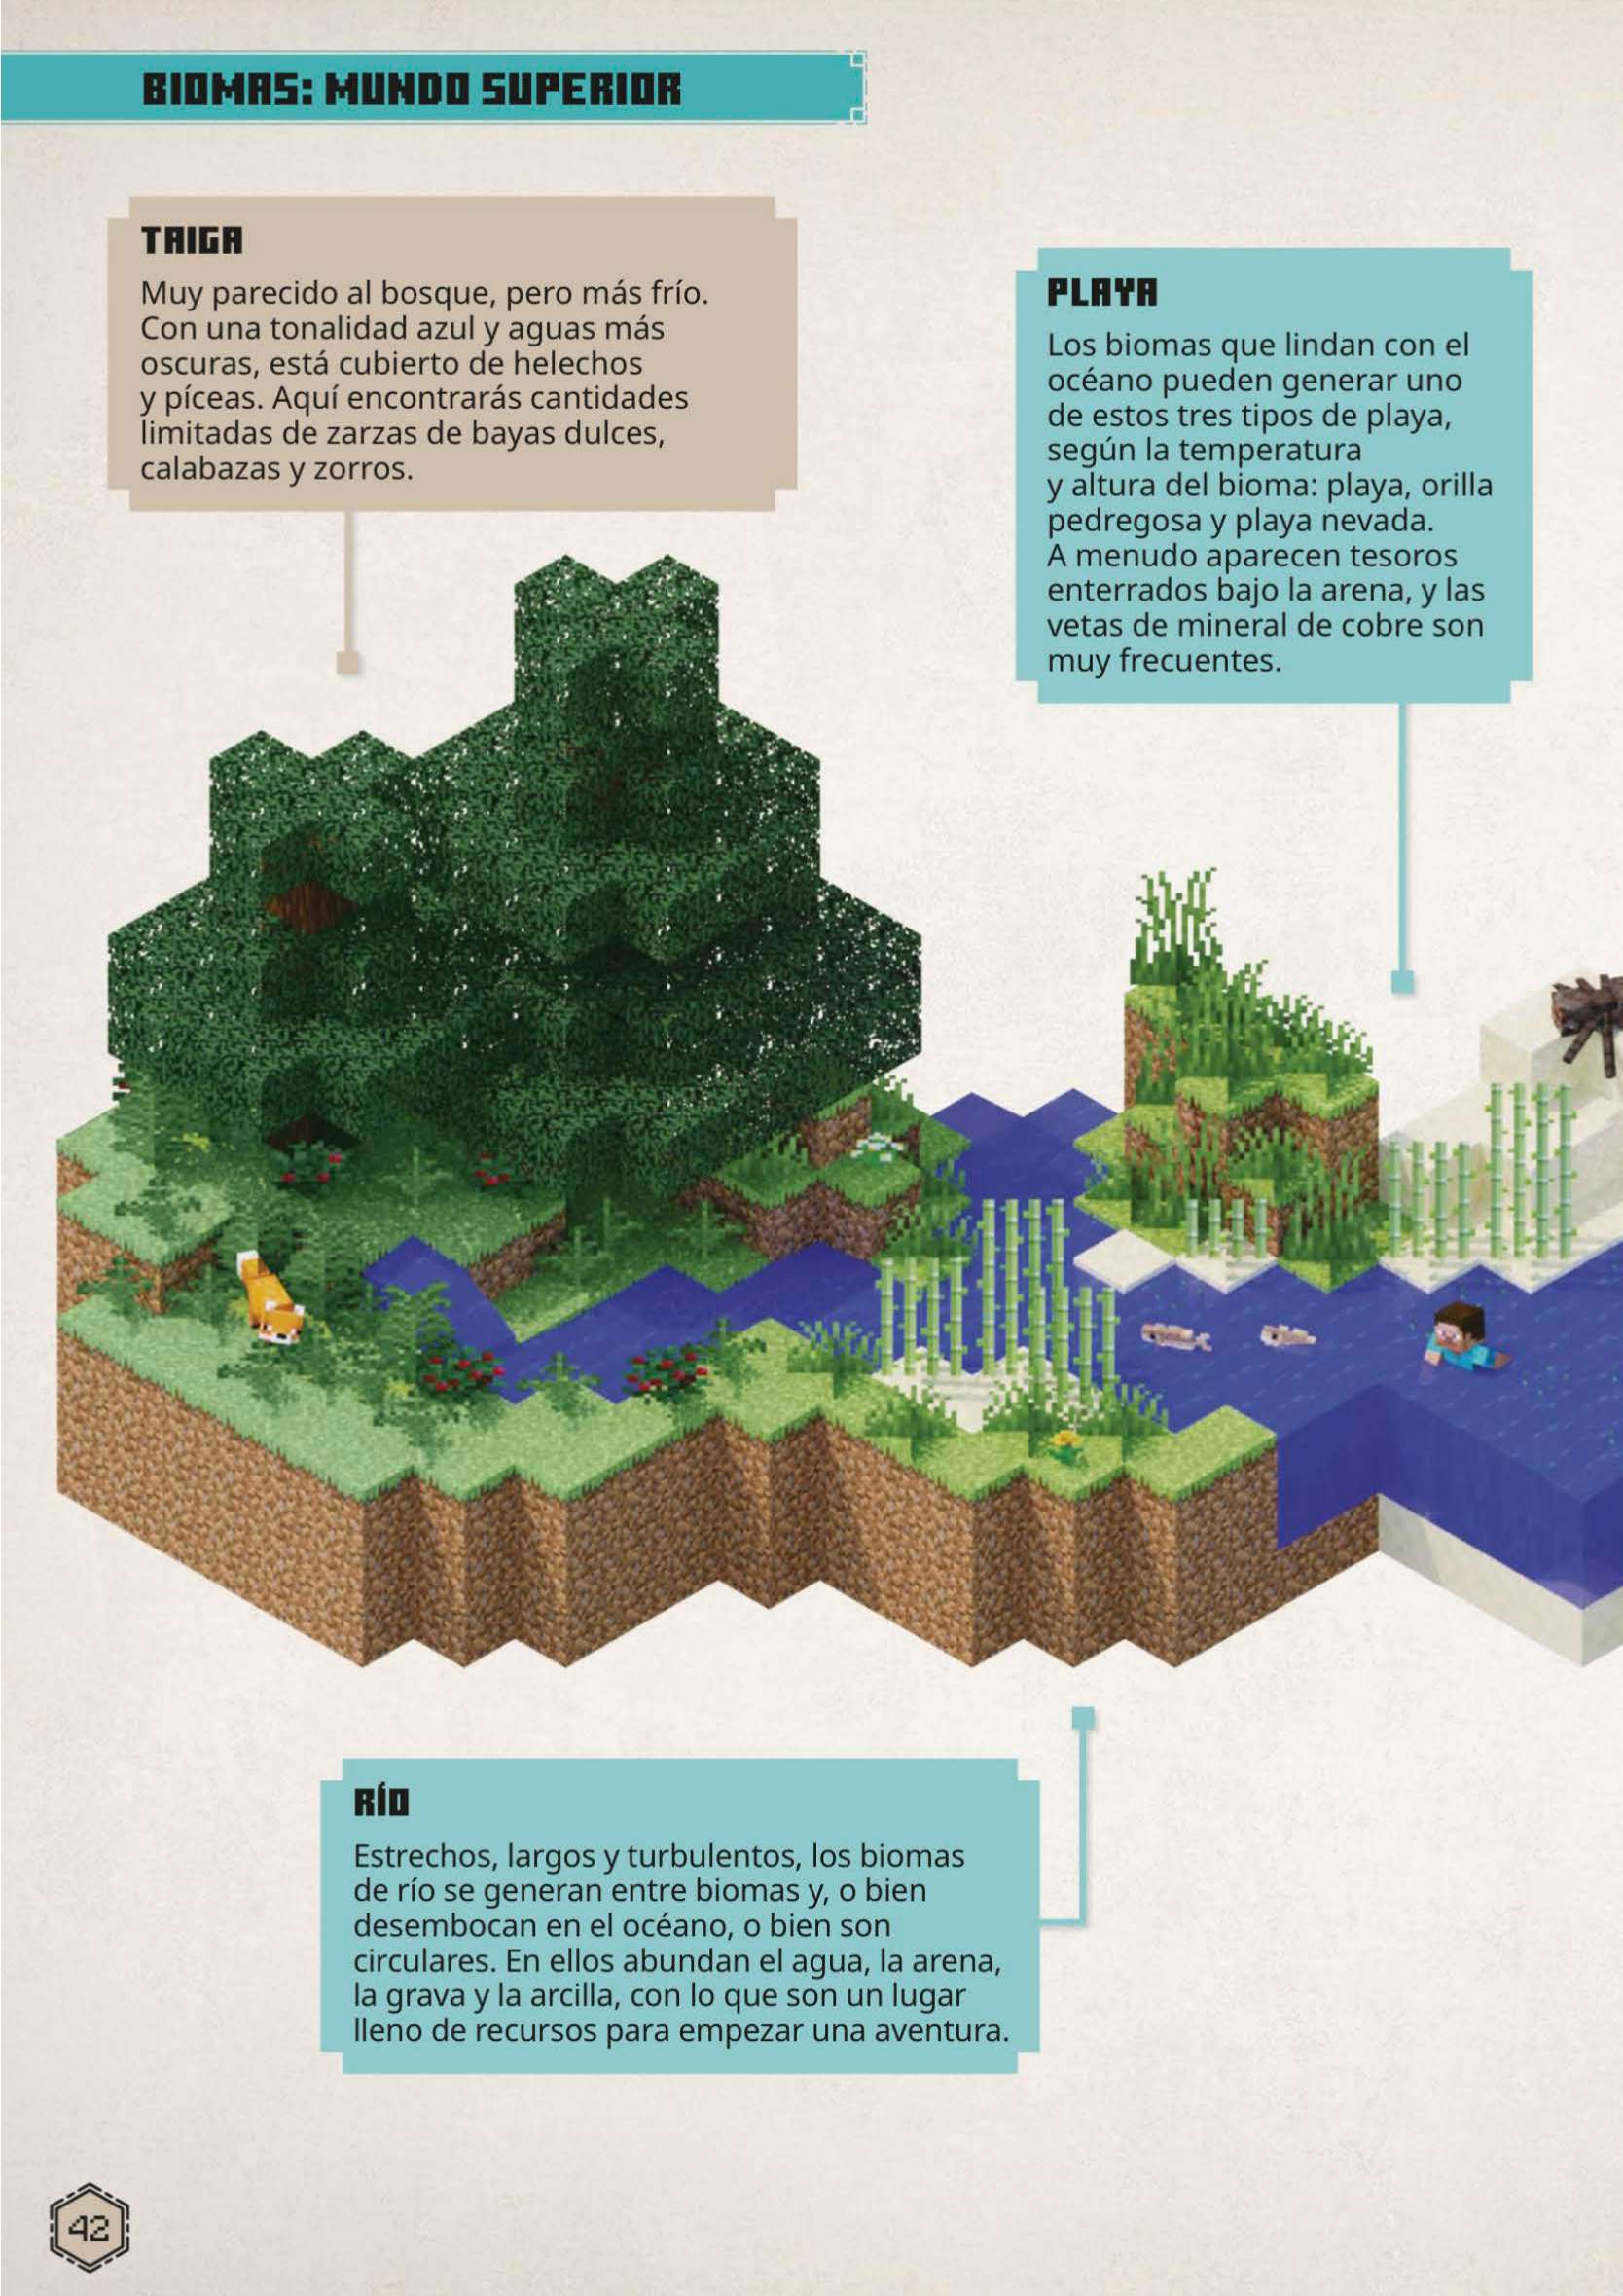 BIOMAS: MUNDO SUPERIOR
TAIGA
Muy parecido al bosque, pero más frío.
Con una tonalidad azul y aguas más
oscuras, está cubierto de helechos
y píceas. Aquí encontrarás cantidades
limitadas de zarzas de bayas dulces,
calabazas y zorros.
PLAYA
Los biomas que lindan con el
océano pueden generar uno
de estos tres tipos de playa,
según la temperatura
y altura del bioma: playa, orilla
pedregosa y playa nevada.
A menudo aparecen tesoros
enterrados bajo la arena, y las
vetas de mineral de cobre son
muy frecuentes.
RÍO
Estrechos, largos y turbulentos, los biomas
de río se generan entre biomas y, o bien
desembocan en el océano, o bien son
circulares. En ellos abundan el agua, la arena,
la grava y la arcilla, con lo que son un lugar
lleno de recursos para empezar una aventura.
42